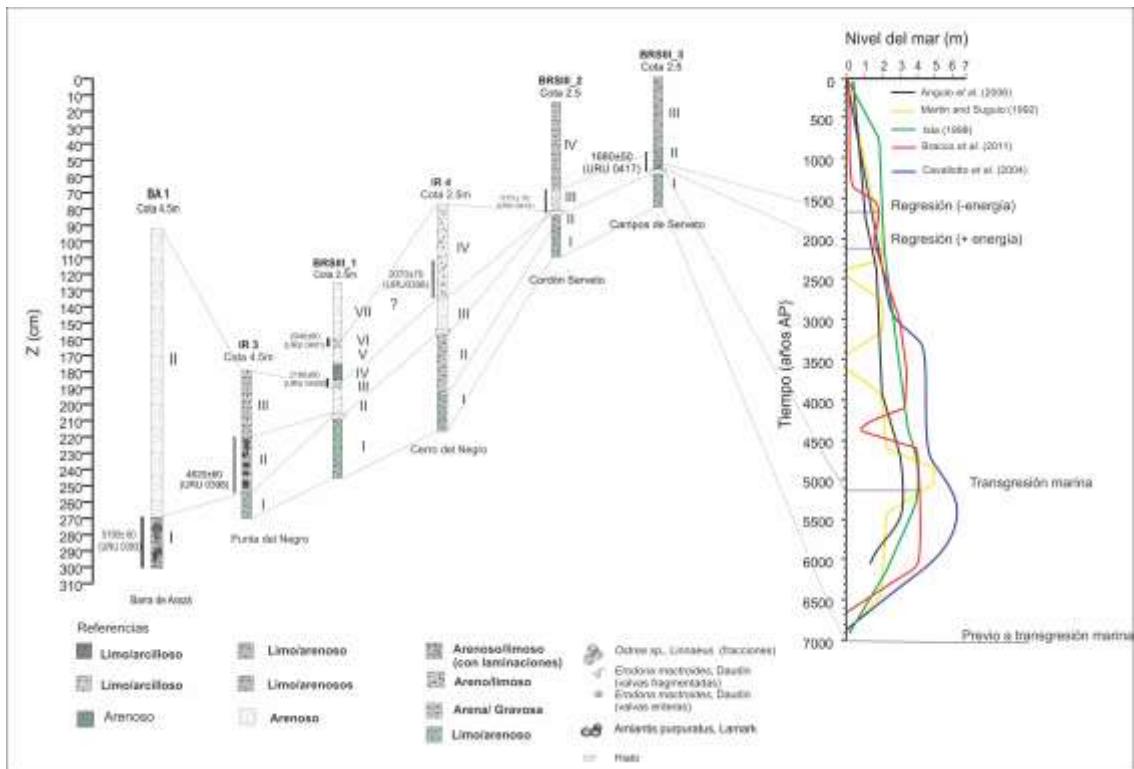 Nivel del mar (m)
0 1 2 3 4 5 6 7
Angulo et al. (2006)
Martin and Suguio (1992)
Isla (1998)
Bracco et al. 2011
Cavallotto et al. (2004)
Tiempo (años AP)
0
500
1000
1500
2000
2500
3000
3500
4000
4500
5000
5500
6000
6500
7000
Regresión (-energía)
Regresión (+ energía)
Transgresión marina
Previo a transgresión marina
Z (cm)
0
10
20
30
40
50
60
70
80
90
100
110
120
130
140
150
160
170
180
190
200
210
220
230
240
250
260
270
280
290
300
310
BA 1
Cota 4.5m
II
I
Barra de Arazá
IR 3
Cota 4.5m
III
II
I
4620±60
Punta del Negro
BRSIII_1
Cota 2.5m
VII
VI
V
IV
III
II
I
?
IR 4
Cota 2.5m
IV
III
II
I
2070±70
Cerro del Negro
BRSIII_2
Cota 2.5
IV
III
II
I
Cordón Serveto
BRSIII_3
Cota 2.5
III
II
I
1680±50
(URU 0417)
Campos de Serveto
Referencias
Limo/arcilloso
Limo/arcilloso
Arenoso
Limo/arenoso
Limo/arenosos
Arenoso
Arenoso/limoso
(con laminaciones)
Areno/limoso
Arena/ Gravosa
Limo/arenoso
Ostrea sp., Linnaeus (fracciones)
Erodona mactroides, Daudin
(valvas fragmentadas)
Erodona mactroides, Daudin
(valvas enteras)
Amiantis purpuratus, Lamark